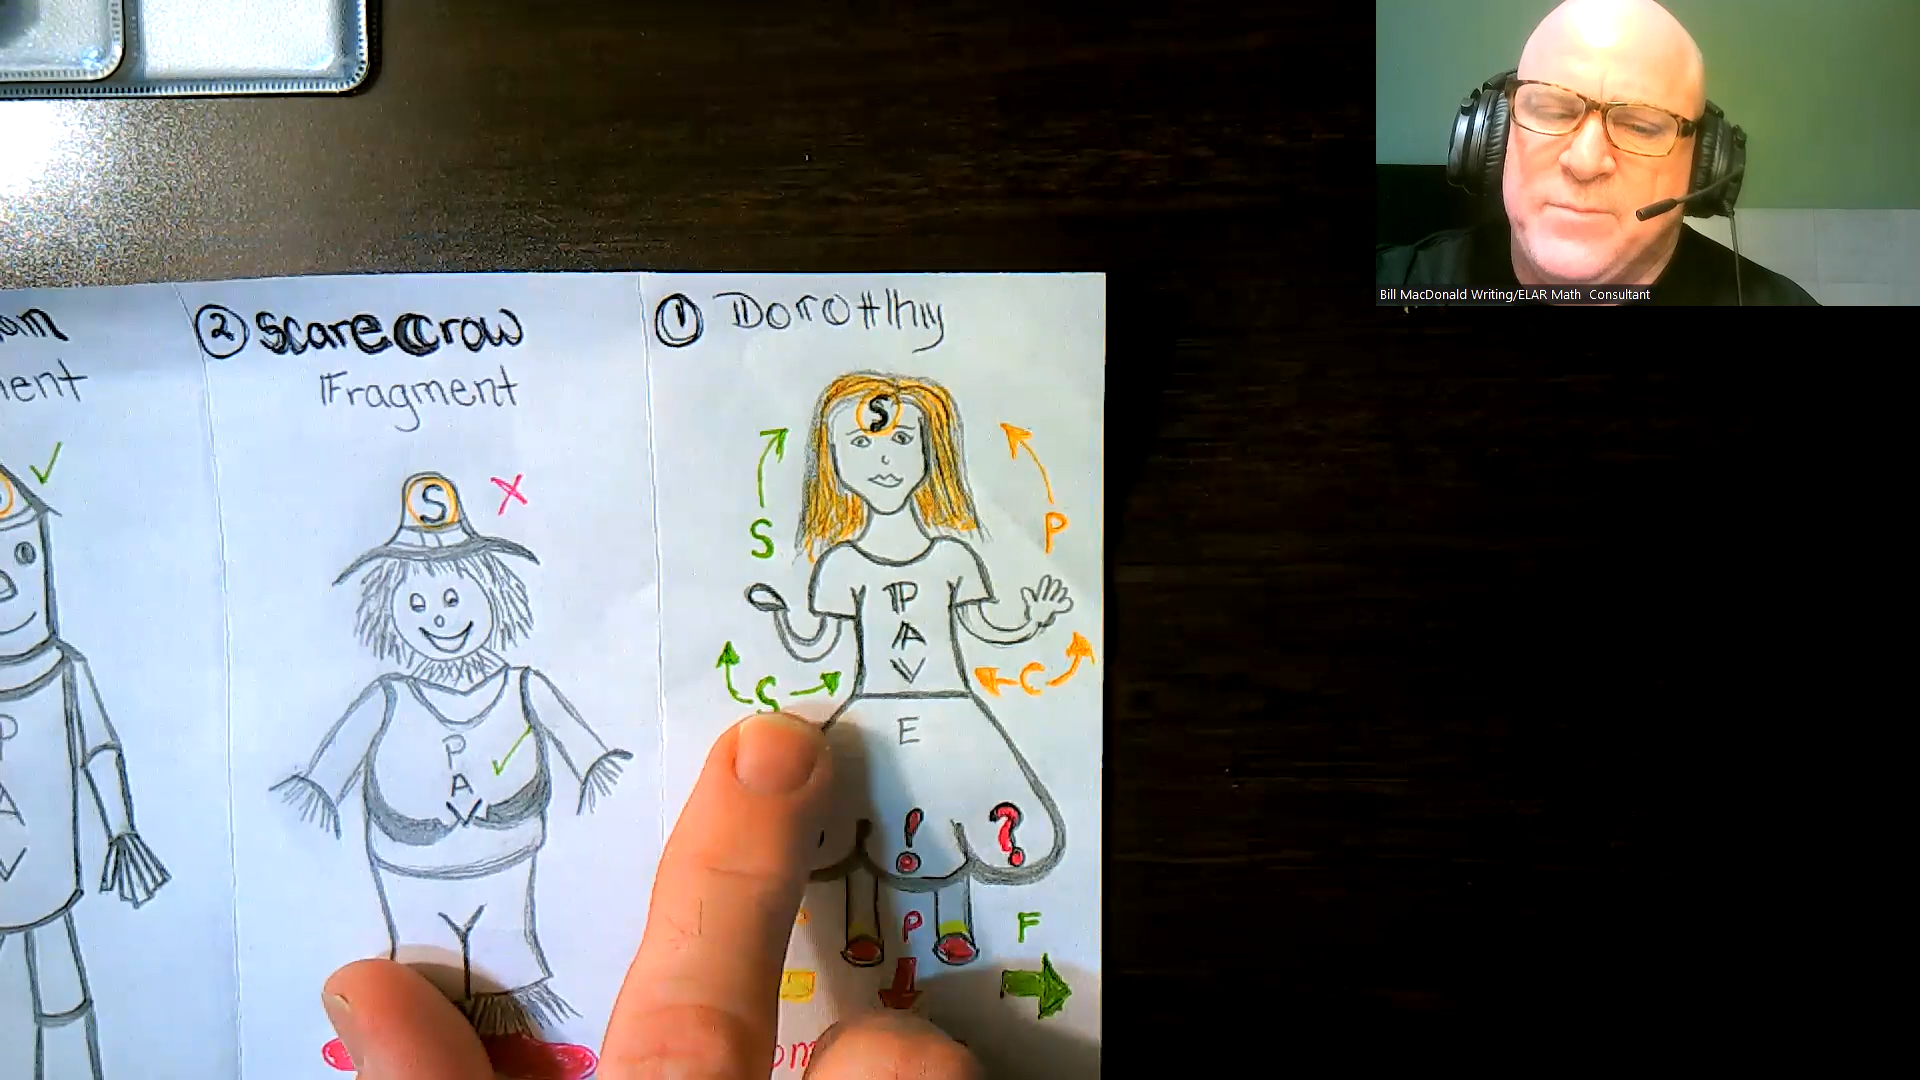 Bill MacDonald Writing/ELAR Math Consultant
② Scarecrow
Fragment
S
X
P
A
V
① Dorothy
S
S
P
P
A
V
S
C
E
!
?
P
F